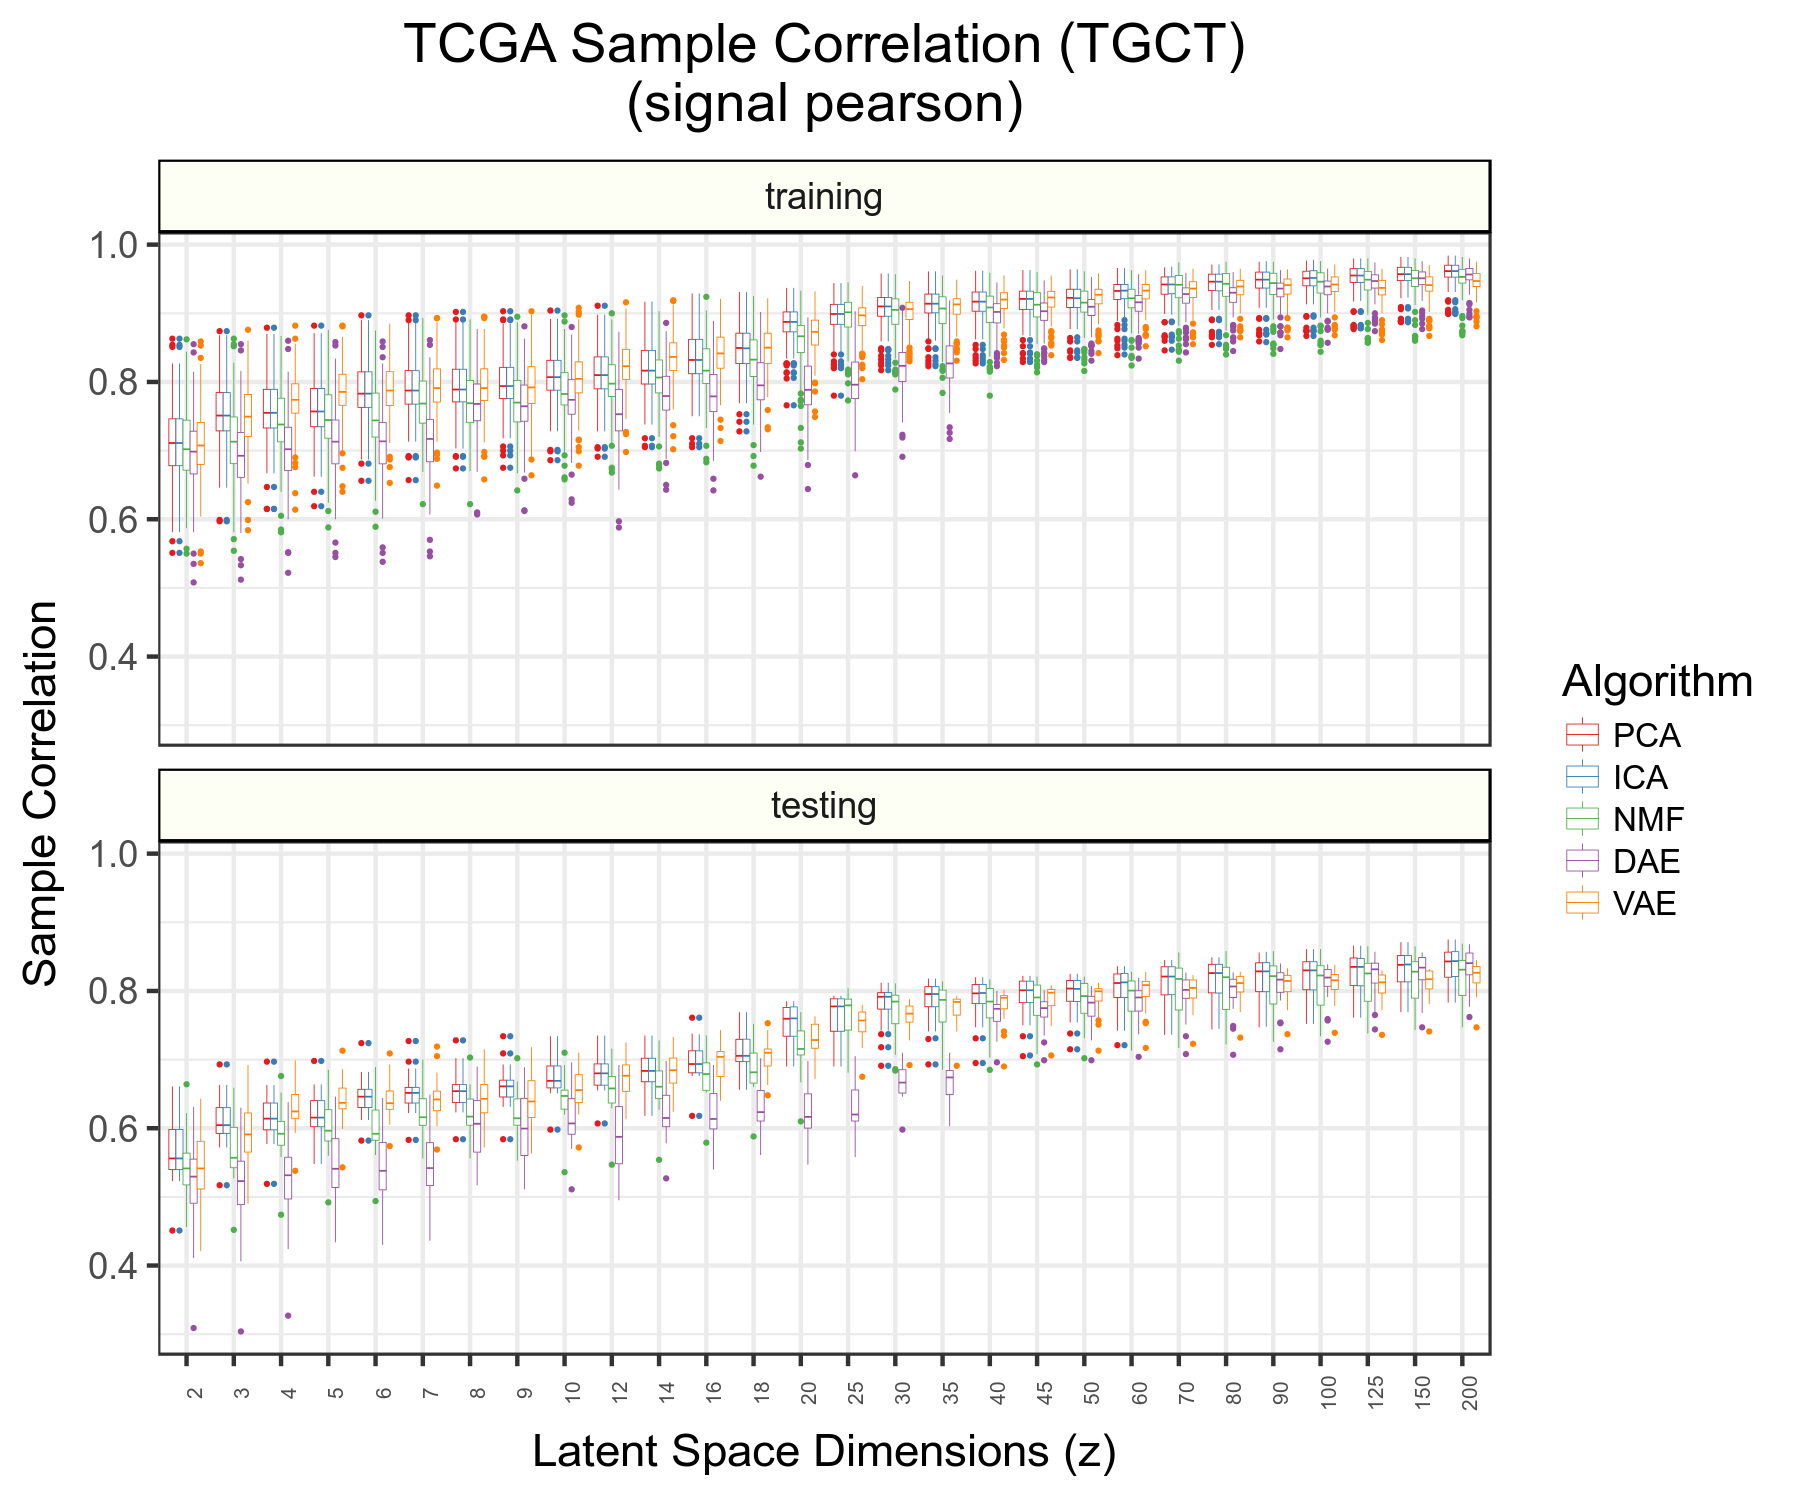 TCGA Sample Correlation (TGCT)
(signal pearson)
training
1.0
0.8
0.6
0.4
testing
1.0
0.8
0.6
0.4
Sample Correlation
2 3 4 5 6 7 8 9 10 12 14 16 18 20 25 30 35 40 45 50 60 70 80 90 100 125 150 200
Latent Space Dimensions (z)
Algorithm
PCA
ICA
NMF
DAE
VAE